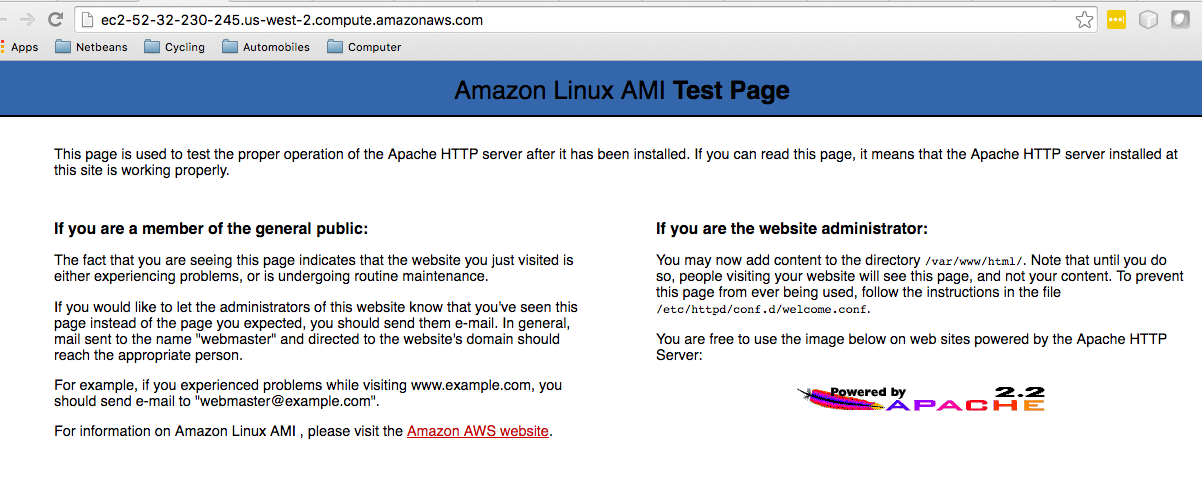 ec2-52-32-230-245.us-west-2.compute.amazonaws.com
Apps Netbeans Cycling Automobiles Computer
Amazon Linux AMI Test Page
This page is used to test the proper operation of the Apache HTTP server after it has been installed. If you can read this page, it means that the Apache HTTP server installed at
this site is working properly.
If you are a member of the general public:
The fact that you are seeing this page indicates that the website you just visited is
either experiencing problems, or is undergoing routine maintenance.
If you would like to let the administrators of this website know that you've seen this
page instead of the page you expected, you should send them e-mail. In general,
mail sent to the name "webmaster" and directed to the website's domain should
reach the appropriate person.
For example, if you experienced problems while visiting www.example.com, you
should send e-mail to "webmaster@example.com".
For information on Amazon Linux AMI , please visit the Amazon AWS website.
If you are the website administrator:
You may now add content to the directory /var/www/html/. Note that until you do
so, people visiting your website will see this page, and not your content. To prevent
this page from ever being used, follow the instructions in the file
/etc/httpd/conf.d/welcome.conf.
You are free to use the image below on web sites powered by the Apache HTTP
Server:
Powered by 2.2
APACHE